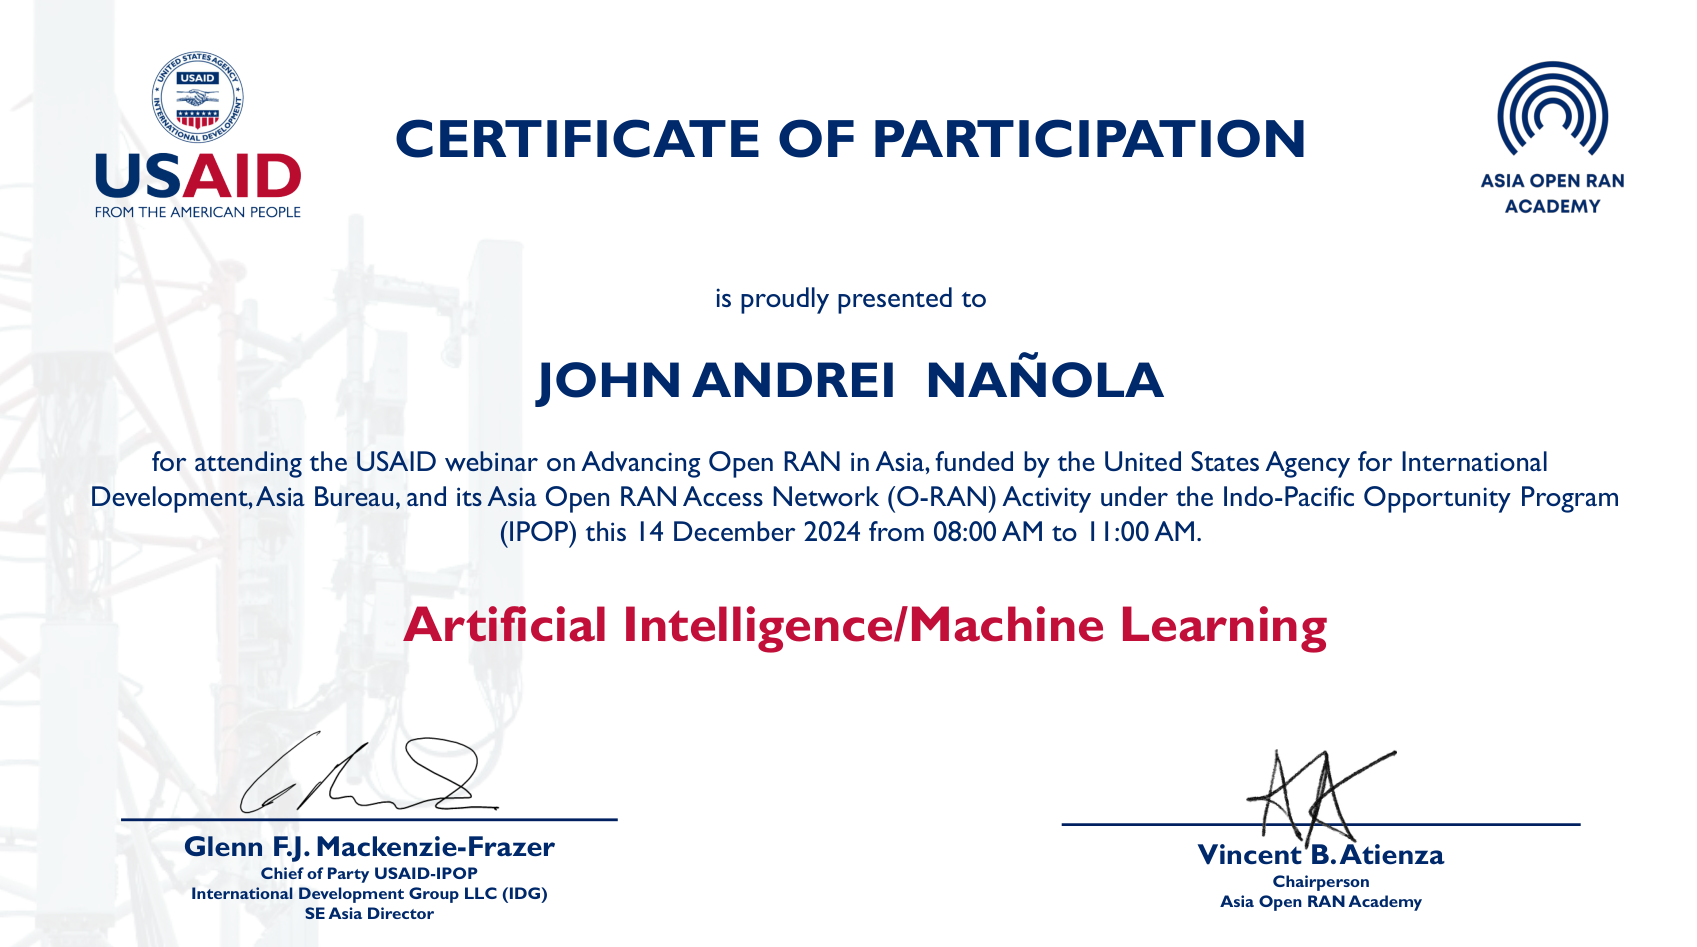 UNITED STATES AGENCY
USAID
INTERNATIONAL DEVELOPMENT
USAID
FROM THE AMERICAN PEOPLE
CERTIFICATE OF PARTICIPATION
ASIA OPEN RAN
ACADEMY
is proudly presented to
JOHN ANDREI NAÑOLA
for attending the USAID webinar on Advancing Open RAN in Asia, funded by the United States Agency for International
Development, Asia Bureau, and its Asia Open RAN Access Network (O-RAN) Activity under the Indo-Pacific Opportunity Program
(IPOP) this 14 December 2024 from 08:00 AM to 11:00 AM.
Artificial Intelligence/Machine Learning
Glenn F.J. Mackenzie-Frazer
Chief of Party USAID-IPOP
International Development Group LLC (IDG)
SE Asia Director
Vincent B. Atienza
Chairperson
Asia Open RAN Academy